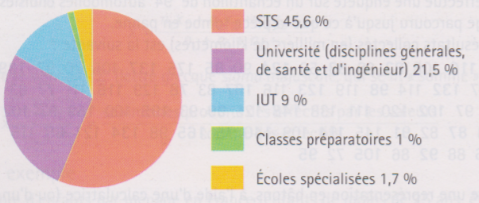 STS 45,6 %
Université (disciplines générales,
de santé et d'ingénieur) 21,5 %
IUT 9 %
Classes préparatoires 1 %
Écoles spécialisées 1,7 %